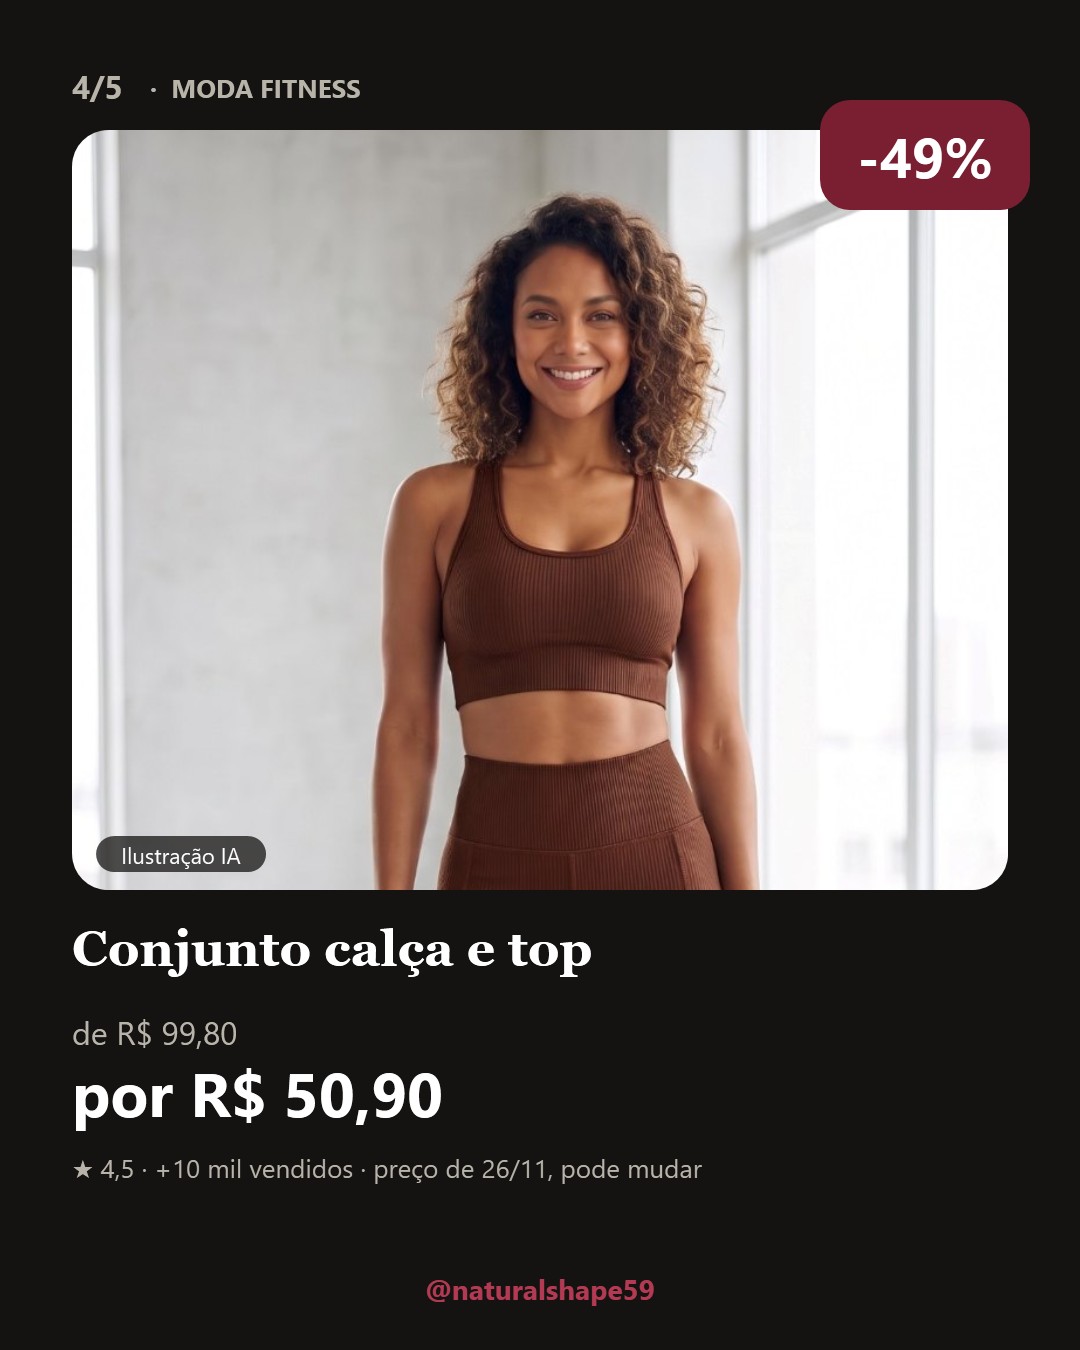 4/5 · MODA FITNESS
-49%
Ilustração IA
Conjunto calça e top
de R$ 99,80
por R$ 50,90
★ 4,5 · +10 mil vendidos · preço de 26/11, pode mudar
@naturalshape59